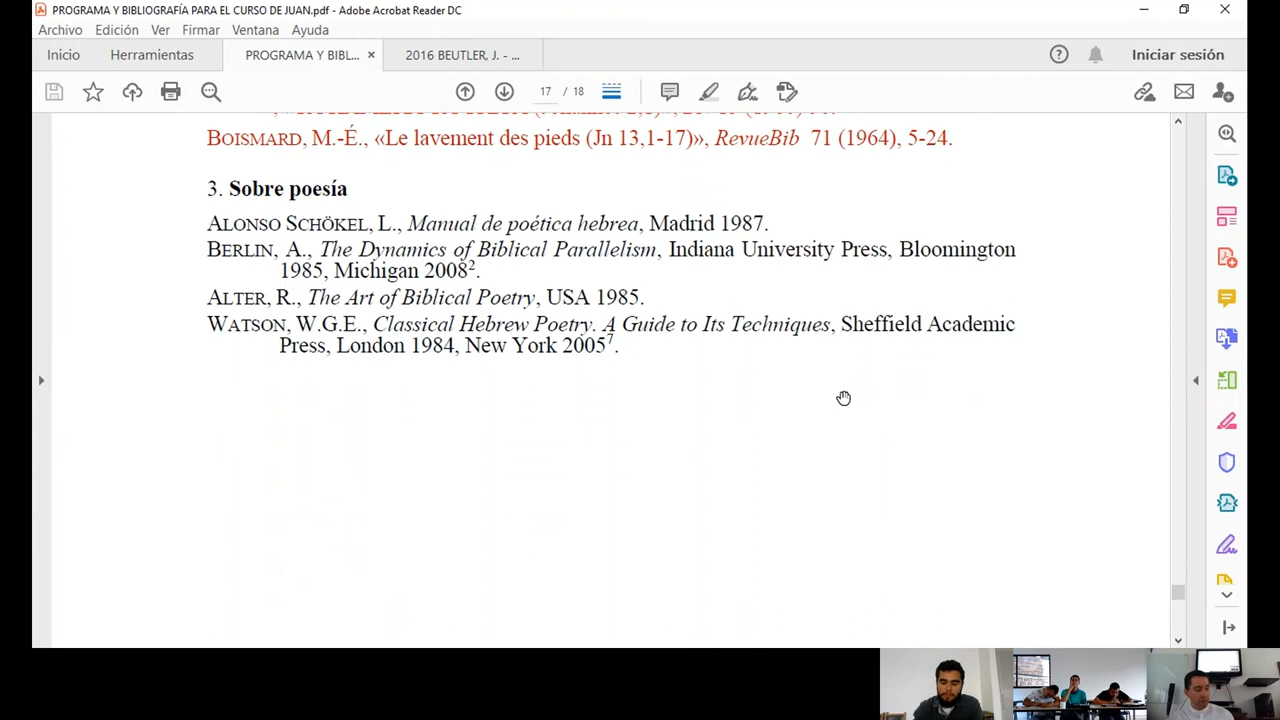 PROGRAMA Y BIBLIOGRAFÍA PARA EL CURSO DE JUAN.pdf - Adobe Acrobat Reader DC
Archivo Edición Ver Firmar Ventana Ayuda
Inicio Herramientas PROGRAMA Y BIBL... × 2016 BEUTLER, J. - ... Iniciar sesión
17 / 18
BOISMARD, M.-É., «Le lavement des pieds (Jn 13,1-17)», RevueBib 71 (1964), 5-24.
3. Sobre poesía
ALONSO SCHÖKEL, L., Manual de poética hebrea, Madrid 1987.
BERLIN, A., The Dynamics of Biblical Parallelism, Indiana University Press, Bloomington
1985, Michigan 2008².
ALTER, R., The Art of Biblical Poetry, USA 1985.
WATSON, W.G.E., Classical Hebrew Poetry. A Guide to Its Techniques, Sheffield Academic
Press, London 1984, New York 2005⁷.